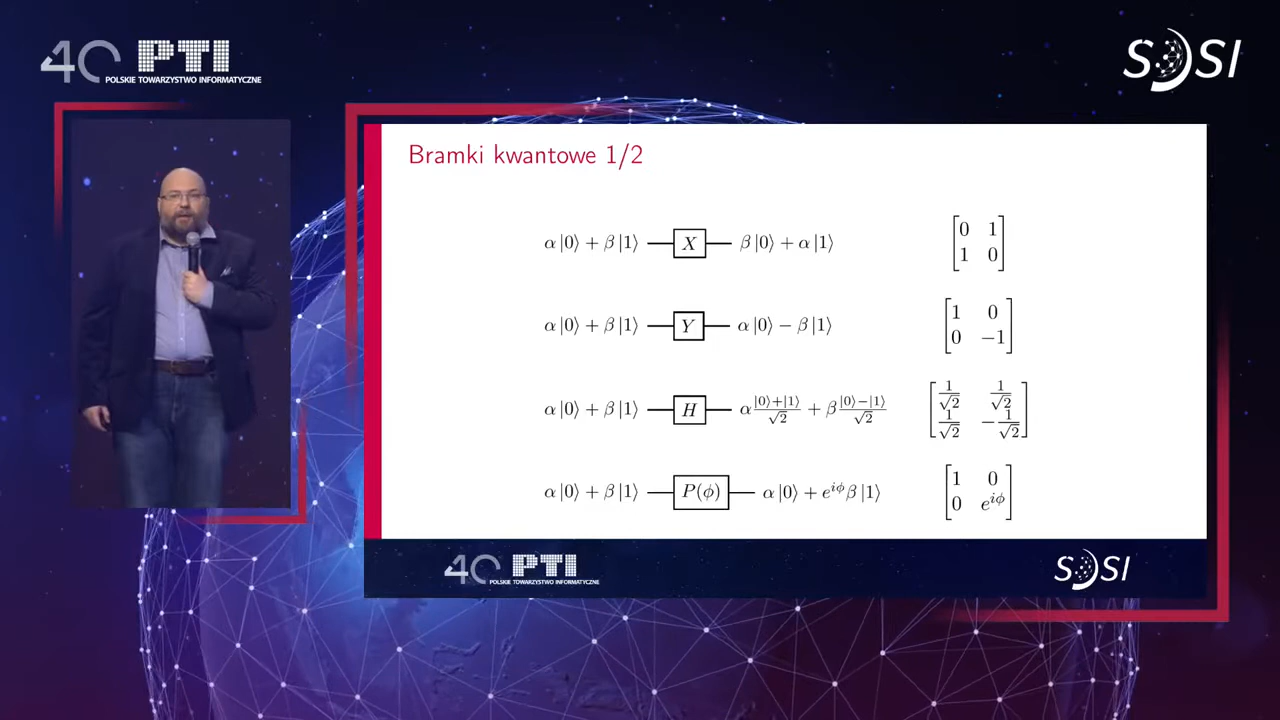 40 PTI
POLSKIE TOWARZYSTWO INFORMATYCZNE
SOSI
Bramki kwantowe 1/2
α|0⟩ + β|1⟩ X β|0⟩ + α|1⟩ [0 1; 1 0]
α|0⟩ + β|1⟩ Y α|0⟩ − β|1⟩ [1 0; 0 −1]
α|0⟩ + β|1⟩ H α (|0⟩+|1⟩)/√2 + β (|0⟩−|1⟩)/√2 [1/√2 1/√2; 1/√2 −1/√2]
α|0⟩ + β|1⟩ P(ϕ) α|0⟩ + e^{iϕ}β|1⟩ [1 0; 0 e^{iϕ}]
40 PTI
POLSKIE TOWARZYSTWO INFORMATYCZNE
SOSI